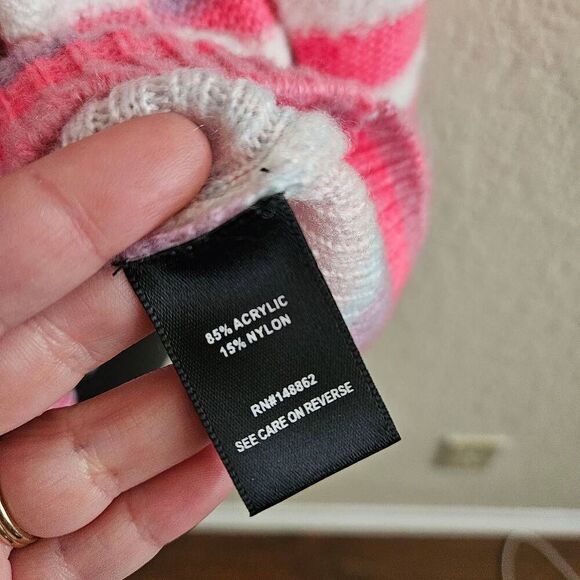 85% ACRYLIC
15% NYLON
RN#148862
SEE CARE ON REVERSE